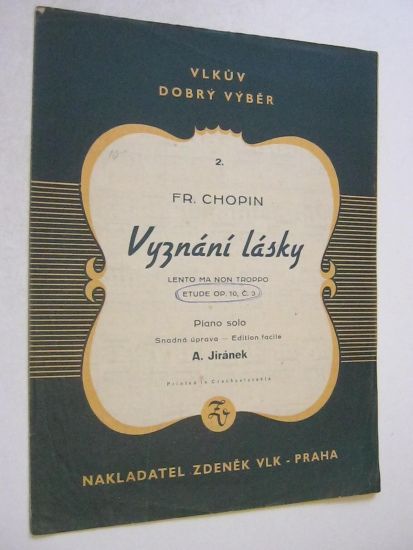 VLKŮV
DOBRÝ VÝBĚR
2.
FR. CHOPIN
Vyznání lásky
LENTO MA NON TROPPO
ETUDE OP. 10, Č. 3
Piano solo
Snadná úprava — Edition facile
A. Jiránek
Printed in Czechoslovakia
ZV
NAKLADATEL ZDENĚK VLK - PRAHA